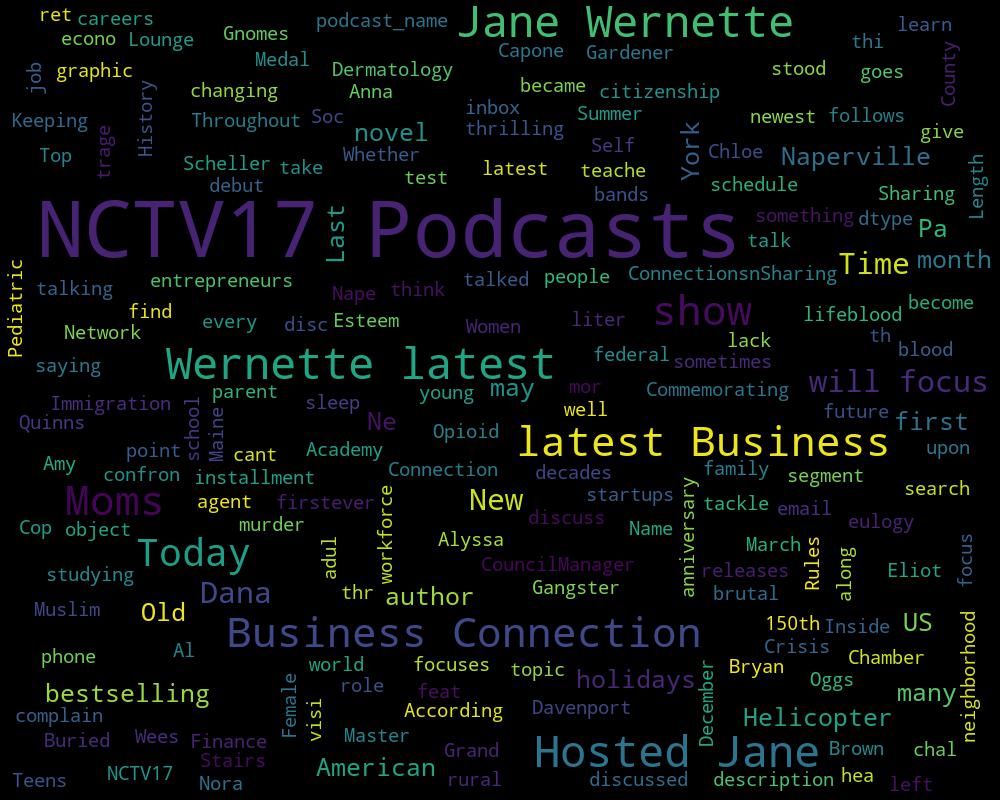 ret careers podcast_name Jane Wernette learn
econo Lounge Gnomes Capone Gardener thi
job graphic Medal Dermatology stood goes County
changing Anna became citizenship
Keeping trage History Throughout Soc novel inbox thrilling Summer newest follows give
Top Scheller take Whether latest Self teache York Chloe Naperville
debut test bands schedule Sharing Length
NCTV17 Podcasts
Last something dtype Pa
talk
Pediatric talking entrepreneurs Nape think talked people ConnectionsnSharing Time month
find show lifeblood become
Network every disc Esteem Women liter lack th blood
saying Wernette latest federal sometimes
parent young may mor Commemorating will focus
Immigration school Maine sleep Ne well future first
Quinns point cant Academy Opioid latest Business upon
Amy confron installment Connection decades family segment
Moms agent firstever workforce New startups anniversary tackle email search
Cop object murder discuss Name eulogy
Today adul Alyssa CouncilManager March Rules along focus
studying Gangster releases Eliot
Dana thr author brutal
Muslim Old Business Connection 150th Inside US neighborhood
phone Al world focuses topic Crisis Chamber
Female visi role feat holidays December Bryan Oggs many
bestselling According Davenport
complain Master Helicopter
Buried Wees Finance Grand Hosted Jane Brown chal
Stairs
Teens NCTV17 Nora American rural discussed description hea left